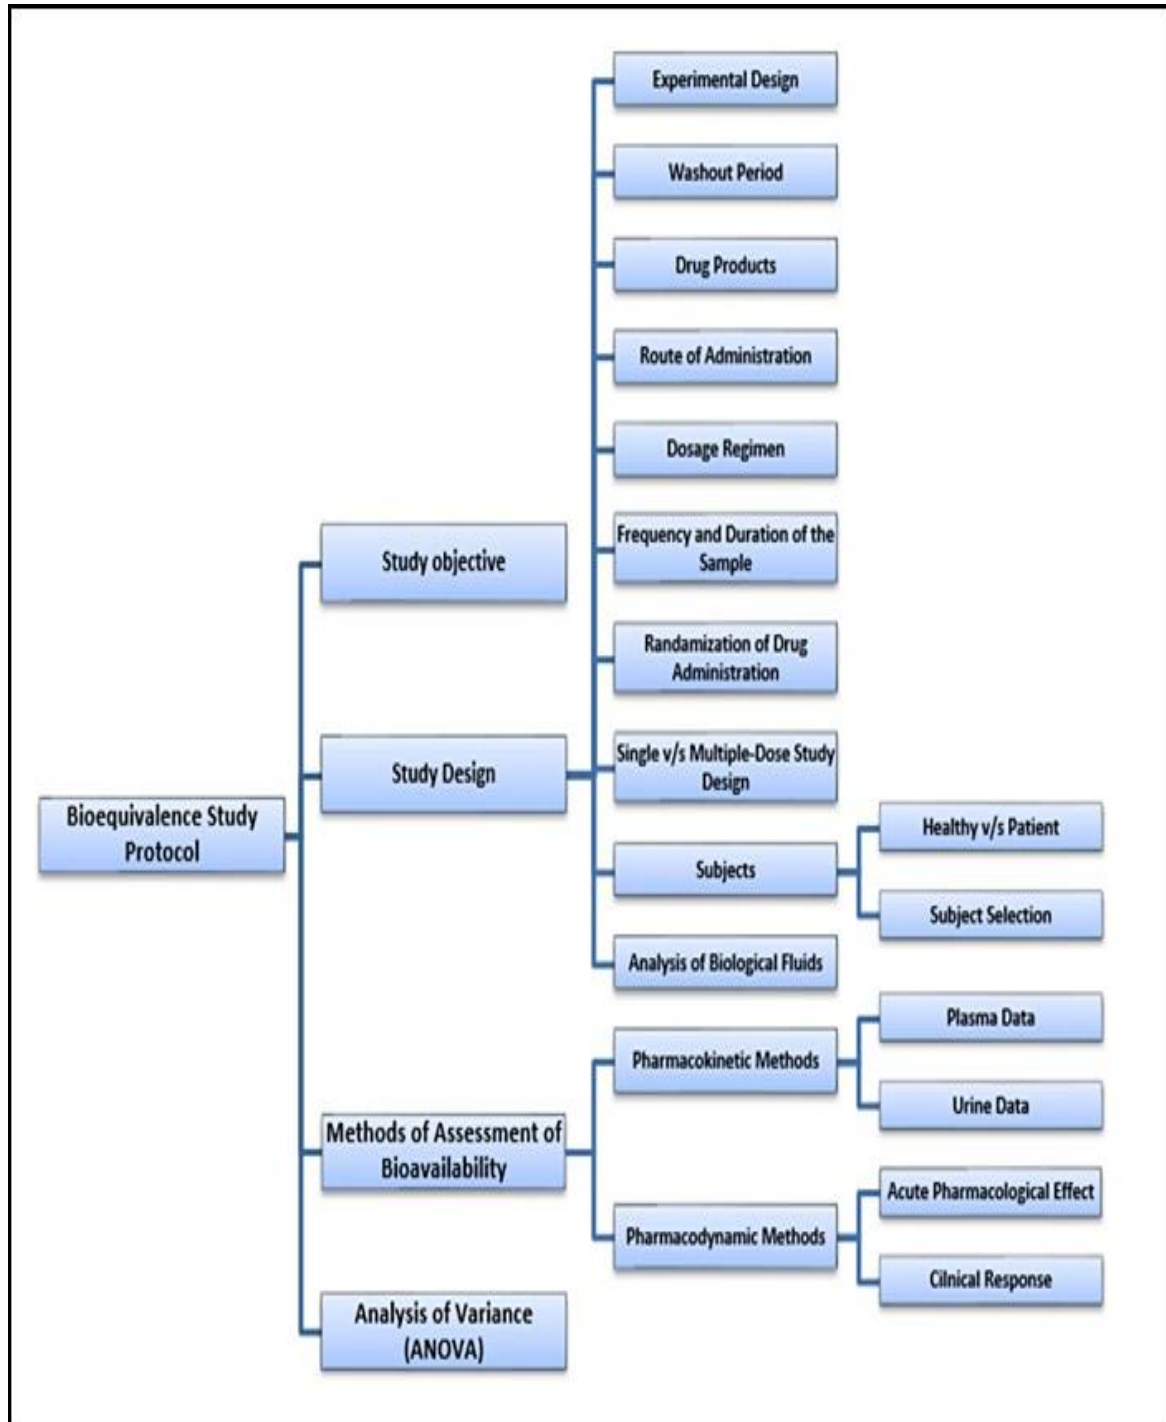 Experimental Design
Washout Period
Drug Products
Route of Administration
Dosage Regimen
Frequency and Duration of the
Sample
Randamization of Drug
Administration
Single v/s Multiple-Dose Study
Design
Subjects
Analysis of Biological Fluids
Study objective
Study Design
Bioequivalence Study
Protocol
Healthy v/s Patient
Subject Selection
Methods of Assessment of
Bioavailability
Pharmacokinetic Methods
Plasma Data
Urine Data
Pharmacodynamic Methods
Acute Pharmacological Effect
Cilnical Response
Analysis of Variance
(ANOVA)